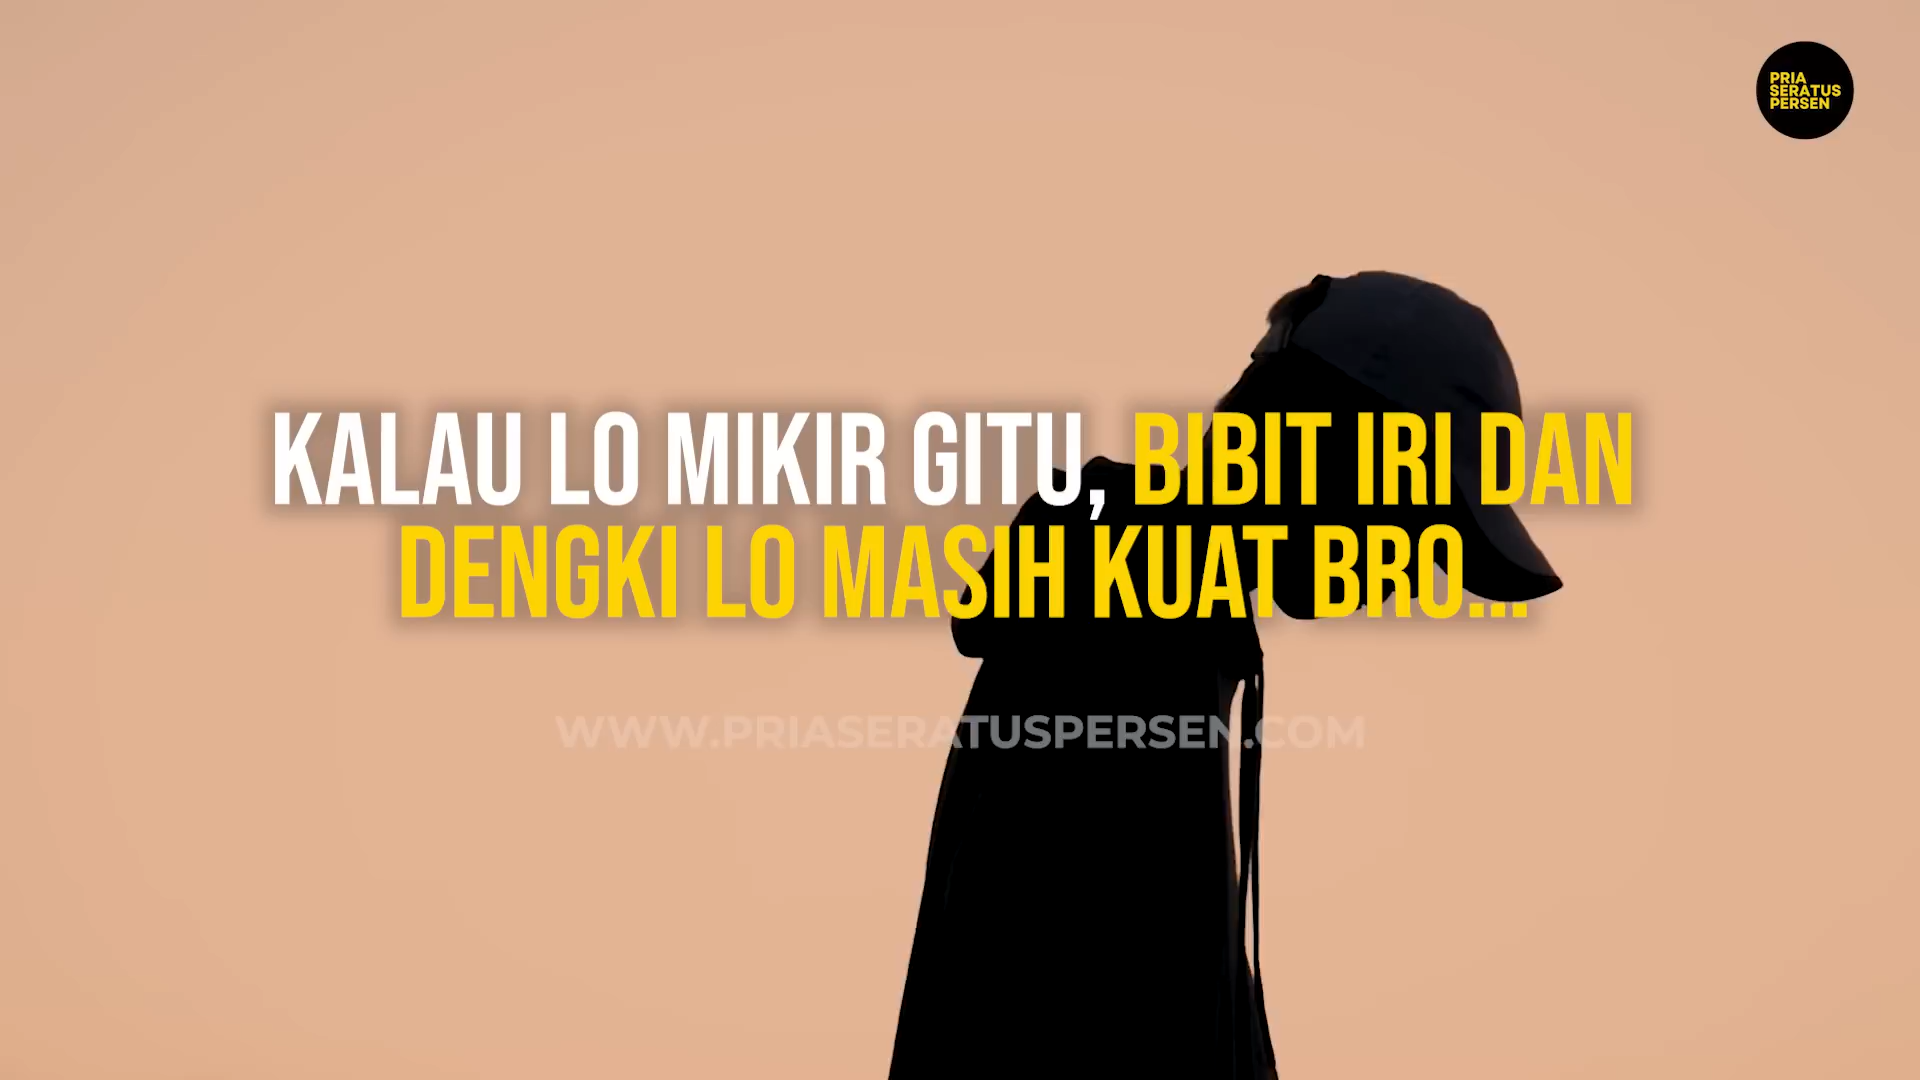 PRIA
SERATUS
PERSEN
KALAU LO MIKIR GITU, BIBIT IRI DAN
DENGKI LO MASIH KUAT BRO...
WWW.PRIASERATUSPERSEN.COM